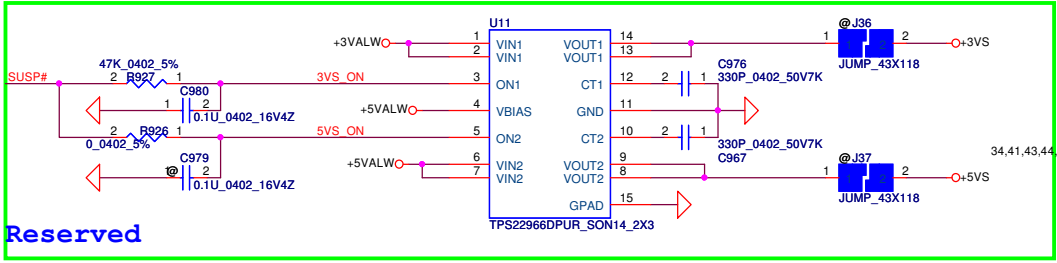 U11
@ J36
+3VALW 1 VIN1 VOUT1 14 1 1 2 2 +3VS
2 VIN1 VOUT1 13
JUMP_43X118
47K_0402_5%
SUSP# 2 R927 1 3VS_ON 3 ON1 CT1 12 2 1 C976
330P_0402_50V7K
1 C980 2
0.1U_0402_16V4Z
+5VALW 4 VBIAS GND 11
2 R926 1 5VS_ON 5 ON2 CT2 10 2 1
0_0402_5%
330P_0402_50V7K
C967
@ 1 C979 2
0.1U_0402_16V4Z
+5VALW 6 VIN2 VOUT2 9
7 VIN2 VOUT2 8
@ J37
1 1 2 2 +5VS
JUMP_43X118
34,41,43,44,
GPAD 15
TPS22966DPUR_SON14_2X3
Reserved